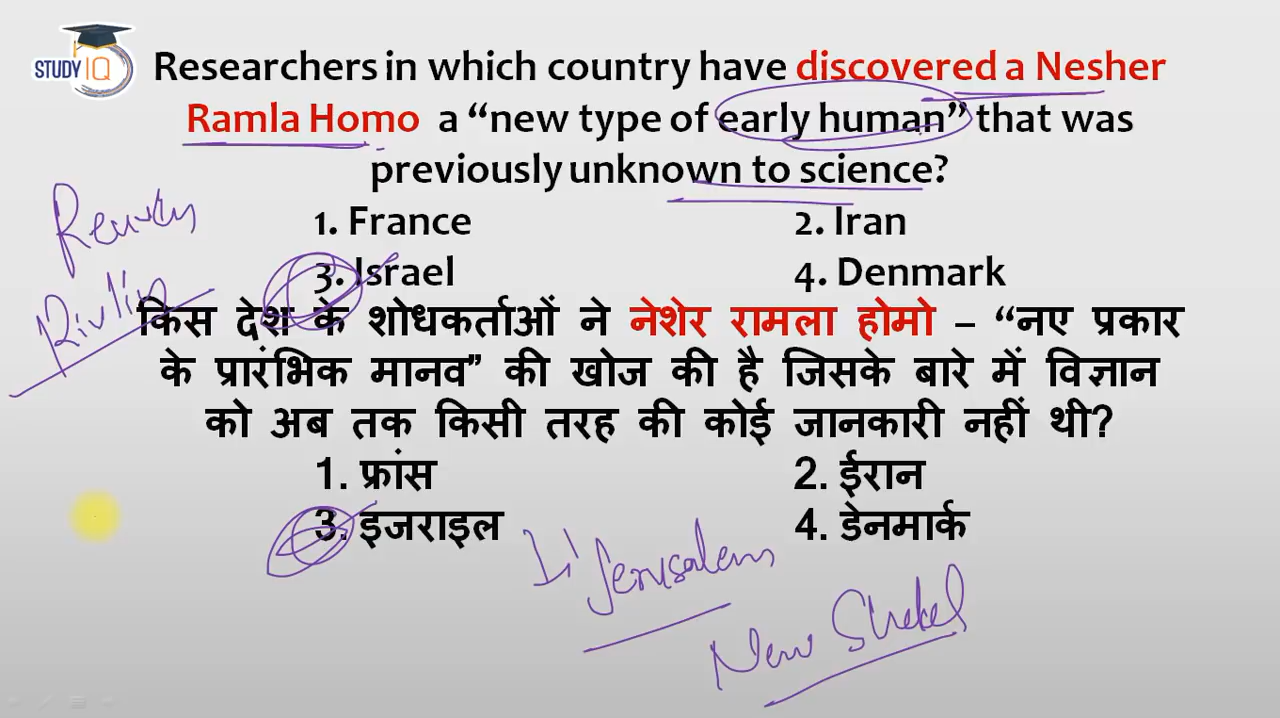 STUDY IQ
Researchers in which country have discovered a Nesher
Ramla Homo a “new type of early human” that was
previously unknown to science?
1. France 2. Iran
3. Israel 4. Denmark
Rivlin
किस देश के शोधकर्ताओं ने नेशेर रामला होमो – “नए प्रकार
के प्रारंभिक मानव” की खोज की है जिसके बारे में विज्ञान
को अब तक किसी तरह की कोई जानकारी नहीं थी?
1. फ्रांस 2. ईरान
3. इजराइल 4. डेनमार्क
Jerusalem
New Shekel